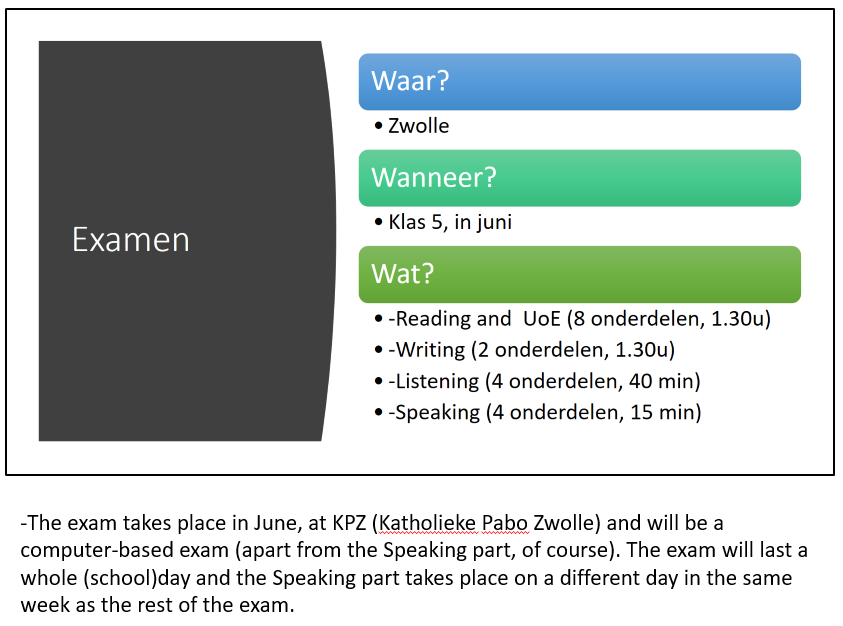 Examen
Waar?
• Zwolle
Wanneer?
• Klas 5, in juni
Wat?
• -Reading and  UoE (8 onderdelen, 1.30u)
• -Writing (2 onderdelen, 1.30u)
• -Listening (4 onderdelen, 40 min)
• -Speaking (4 onderdelen, 15 min)
-The exam takes place in June, at KPZ (Katholieke Pabo Zwolle) and will be a
computer-based exam (apart from the Speaking part, of course). The exam will last a
whole (school)day and the Speaking part takes place on a different day in the same
week as the rest of the exam.